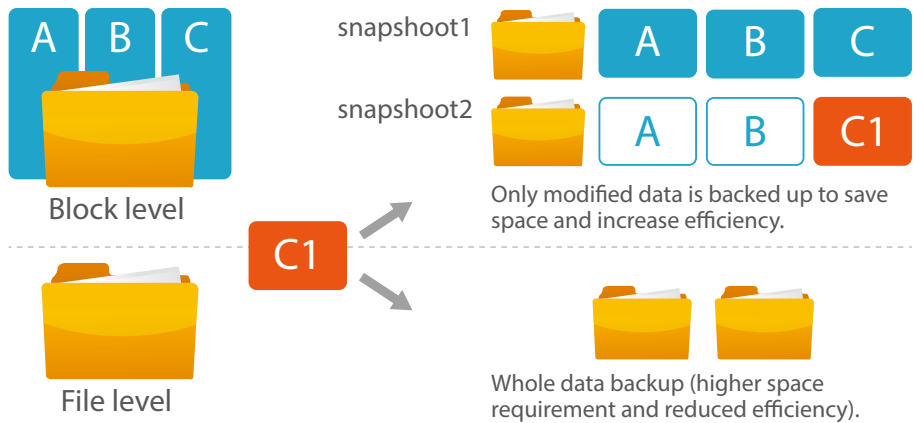 A B C
Block level
snapshoot1
A B C
snapshoot2
A B C1
Only modified data is backed up to save
space and increase efficiency.
C1
File level
Whole data backup (higher space
requirement and reduced efficiency).